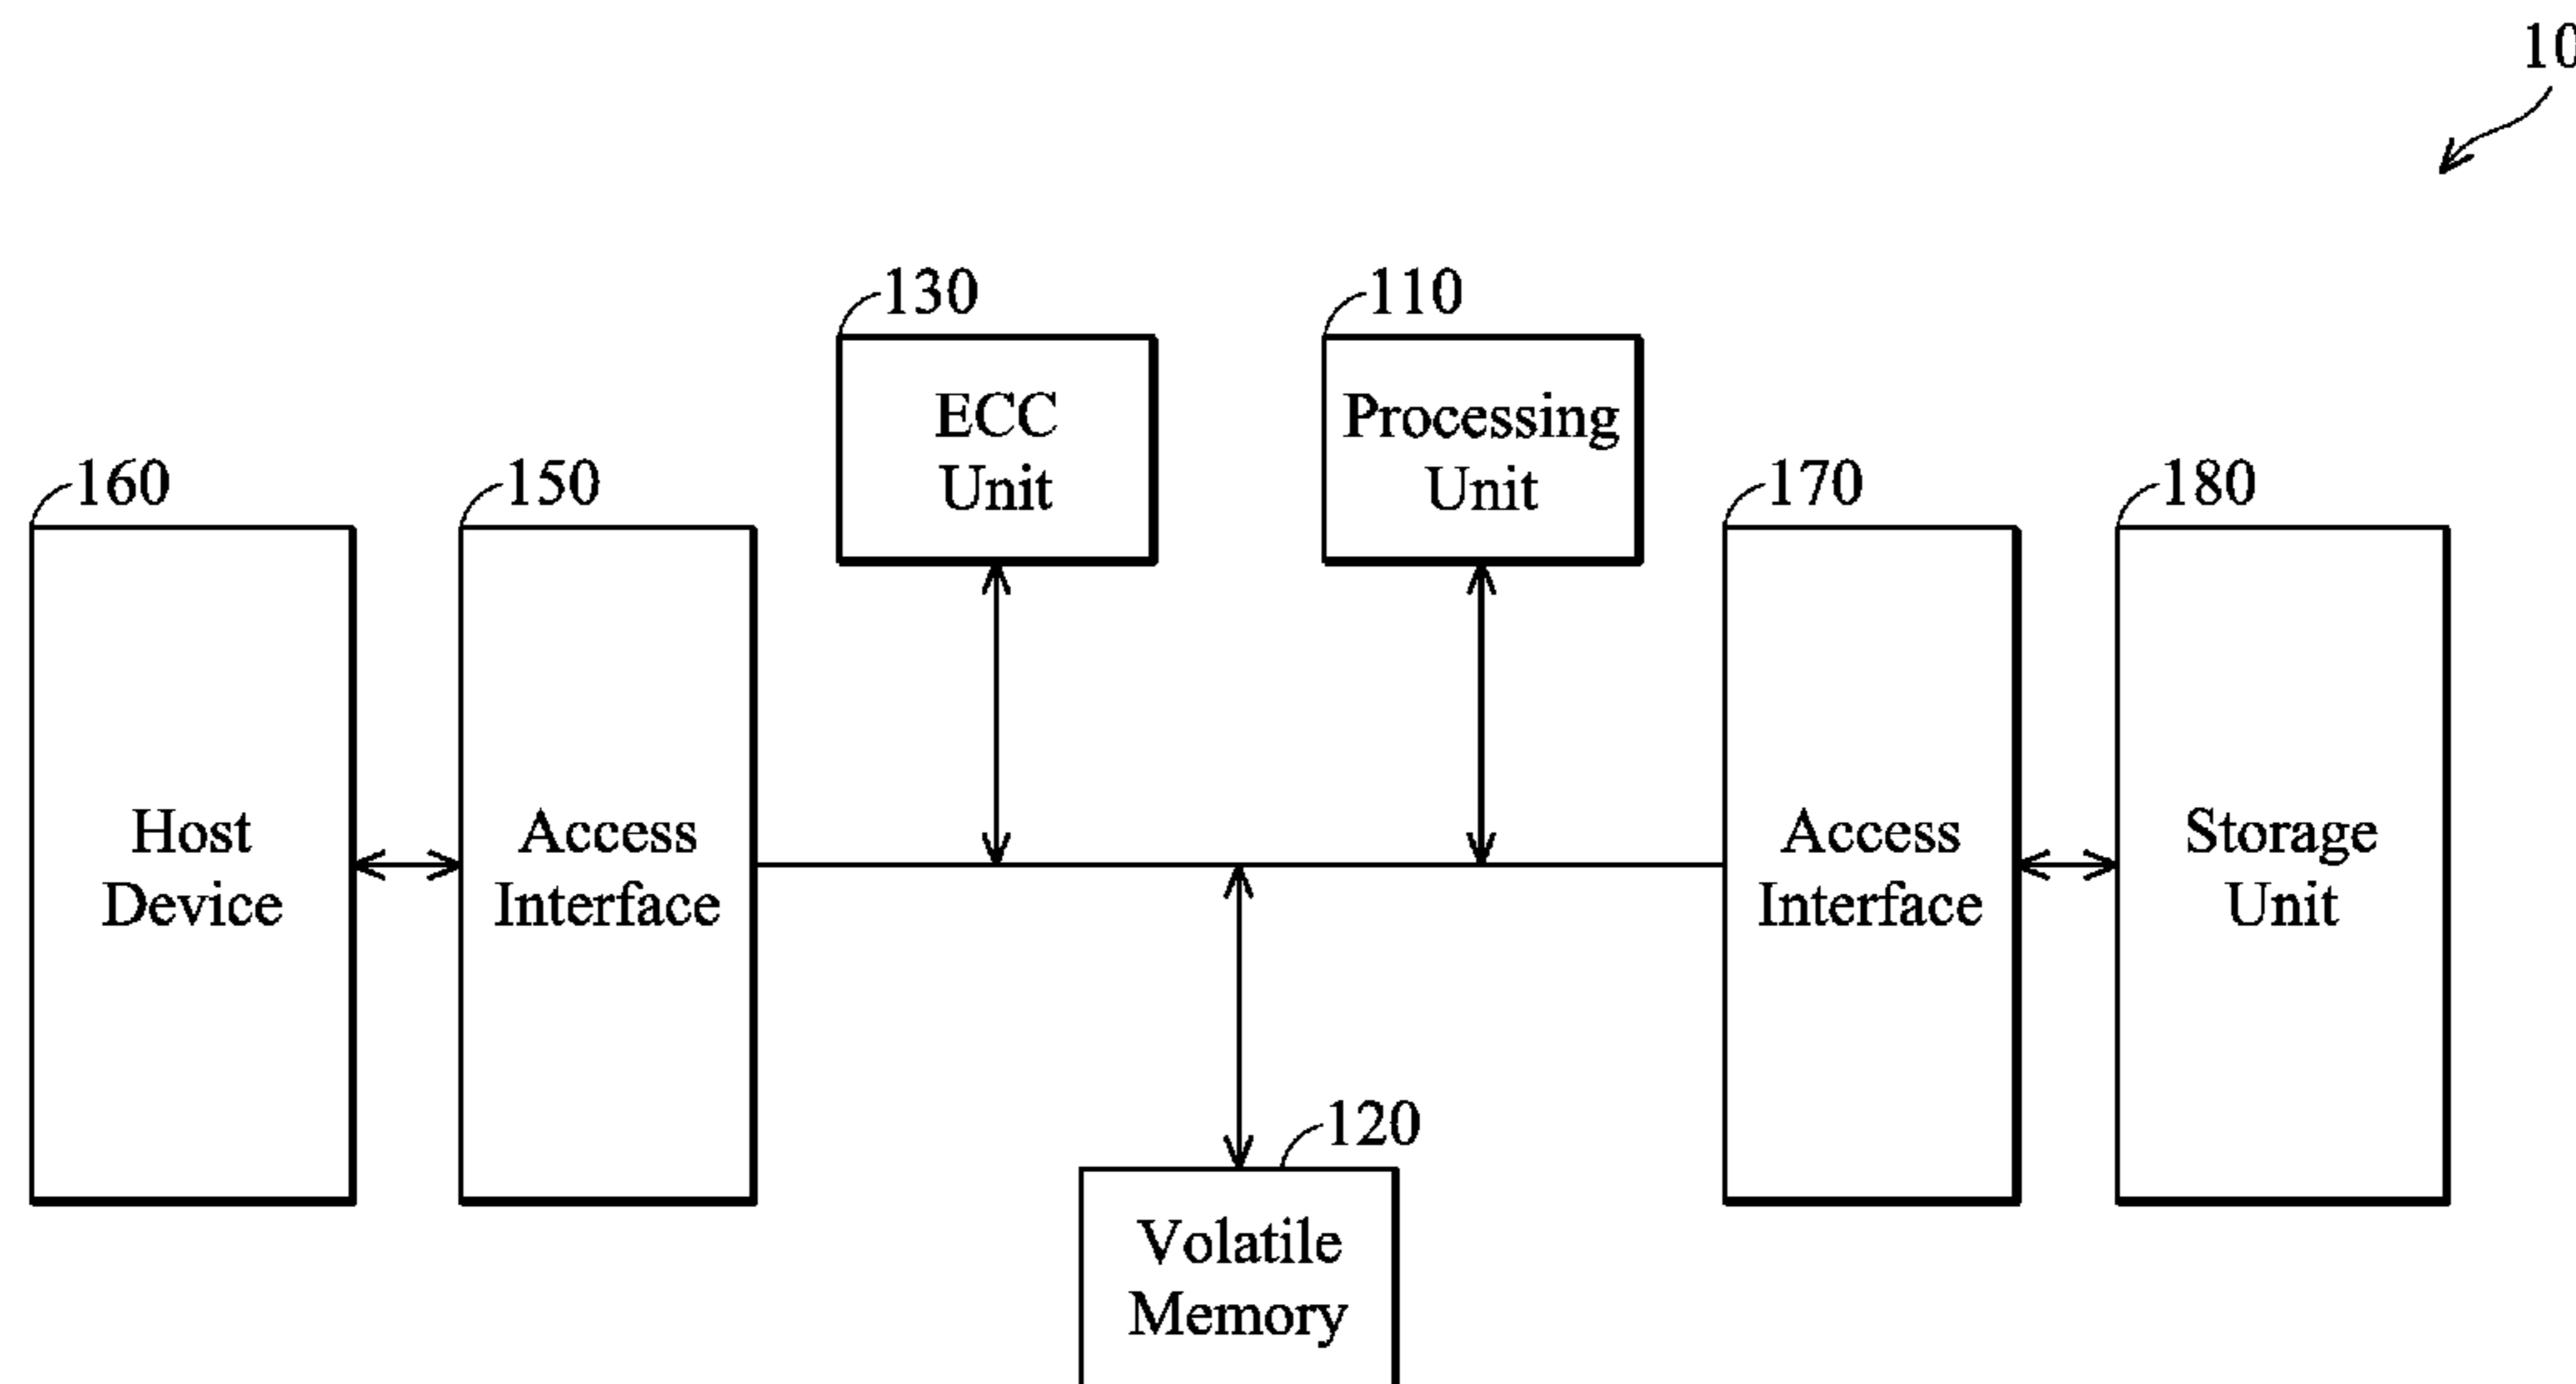 10
130
110
ECC
Unit
Processing
Unit
160
150
170
180
Host
Device
Access
Interface
Access
Interface
Storage
Unit
120
Volatile
Memory